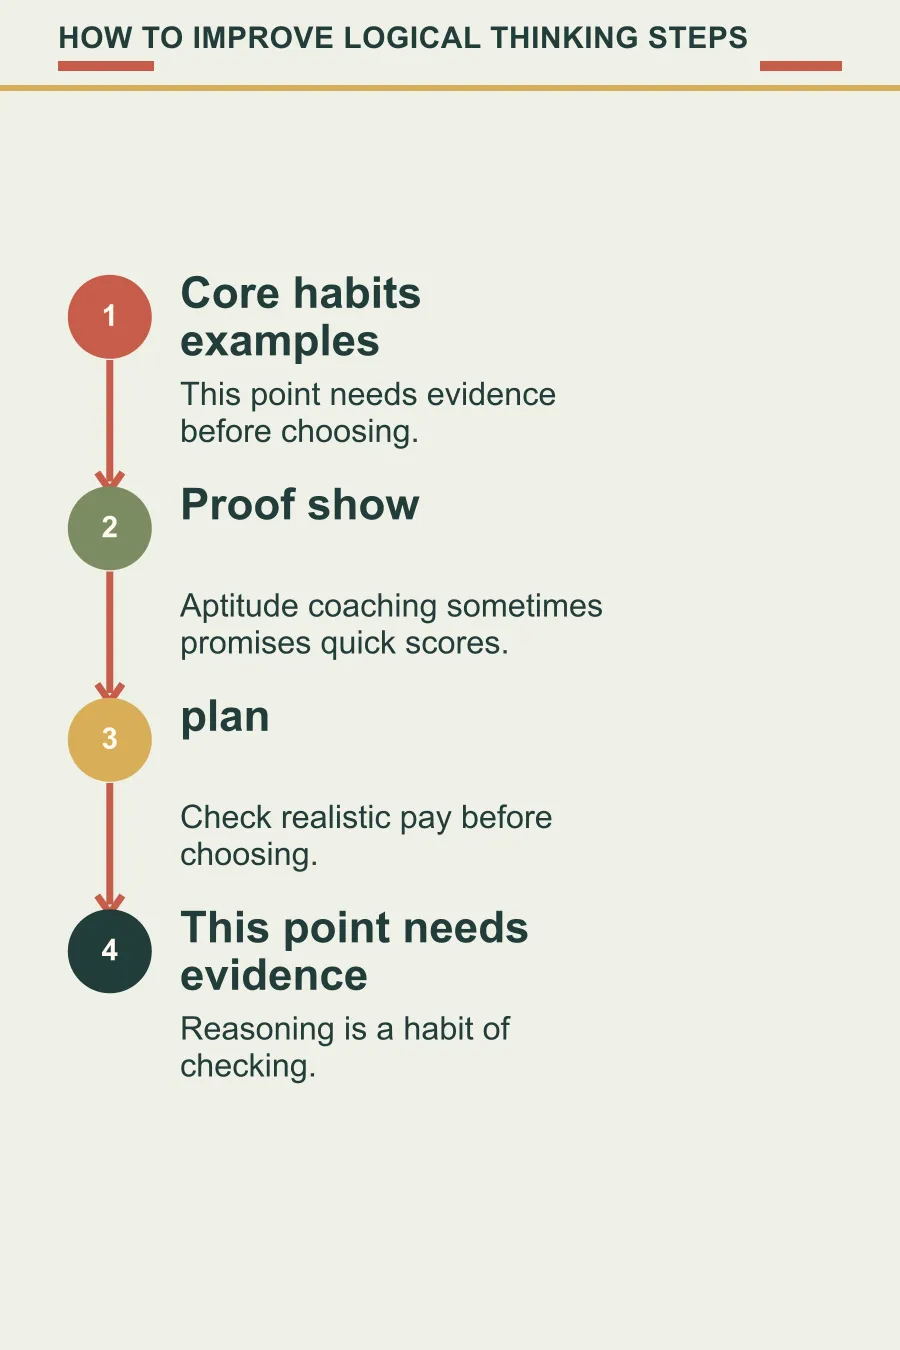 HOW TO IMPROVE LOGICAL THINKING STEPS
1
Core habits
examples
This point needs evidence
before choosing.
2
Proof show
Aptitude coaching sometimes
promises quick scores.
3
plan
Check realistic pay before
choosing.
4
This point needs
evidence
Reasoning is a habit of
checking.